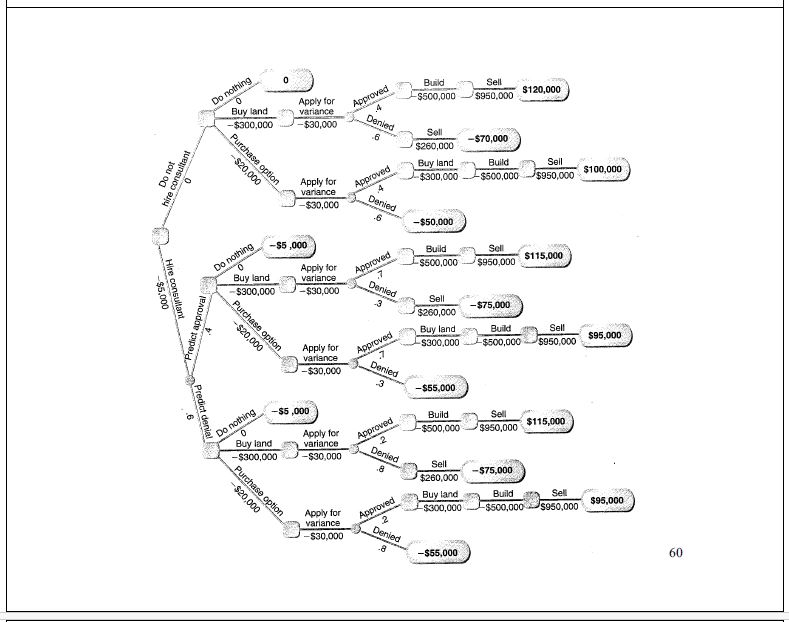 Do nothing
0
0
Buy land
−$300,000
Apply for
variance
−$30,000
Approved
.4
Build
−$500,000
Sell
$950,000
$120,000
Denied
.6
Sell
$260,000
−$70,000
Purchase option
−$20,000
Apply for
variance
−$30,000
Approved
.4
Buy land
−$300,000
Build
−$500,000
Sell
$950,000
$100,000
Denied
.6
−$50,000
Do not
hire consultant
0
Hire consultant
−$5,000
Predict approval
.4
Do nothing
0
−$5 ,000
Buy land
−$300,000
Apply for
variance
−$30,000
Approved
.7
Build
−$500,000
Sell
$950,000
$115,000
Denied
.3
Sell
$260,000
−$75,000
Purchase option
−$20,000
Apply for
variance
−$30,000
Approved
.7
Buy land
−$300,000
Build
−$500,000
Sell
$950,000
$95,000
Denied
.3
−$55,000
Predict denial
.6
Do nothing
0
−$5 ,000
Buy land
−$300,000
Apply for
variance
−$30,000
Approved
.2
Build
−$500,000
Sell
$950,000
$115,000
Denied
.8
Sell
$260,000
−$75,000
Purchase option
−$20,000
Apply for
variance
−$30,000
Approved
.2
Buy land
−$300,000
Build
−$500,000
Sell
$950,000
$95,000
Denied
.8
−$55,000
60